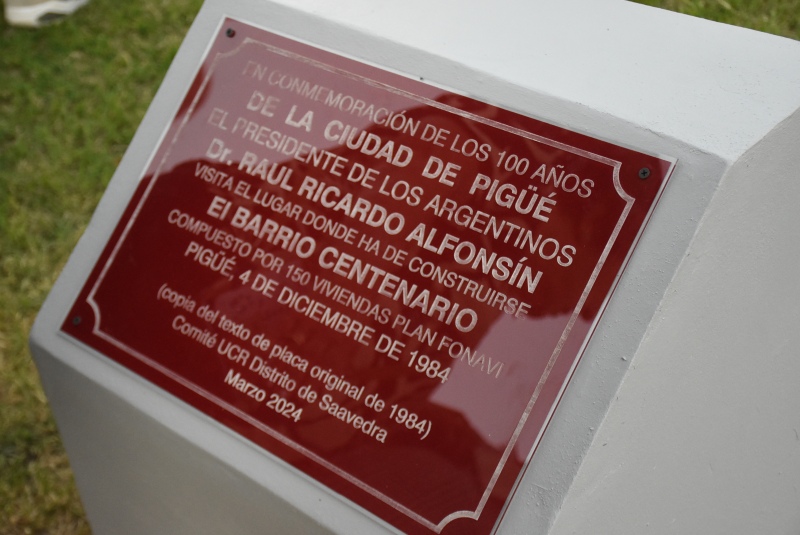 EN CONMEMORACIÓN DE LOS 100 AÑOS
DE LA CIUDAD DE PIGÜÉ
EL PRESIDENTE DE LOS ARGENTINOS
Dr. RAÚL RICARDO ALFONSÍN
VISITA EL LUGAR DONDE HA DE CONSTRUIRSE
El BARRIO CENTENARIO
COMPUESTO POR 150 VIVIENDAS PLAN FONAVI
PIGÜÉ, 4 DE DICIEMBRE DE 1984
(copia del texto de placa original de 1984)
Comité UCR Distrito de Saavedra
Marzo 2024